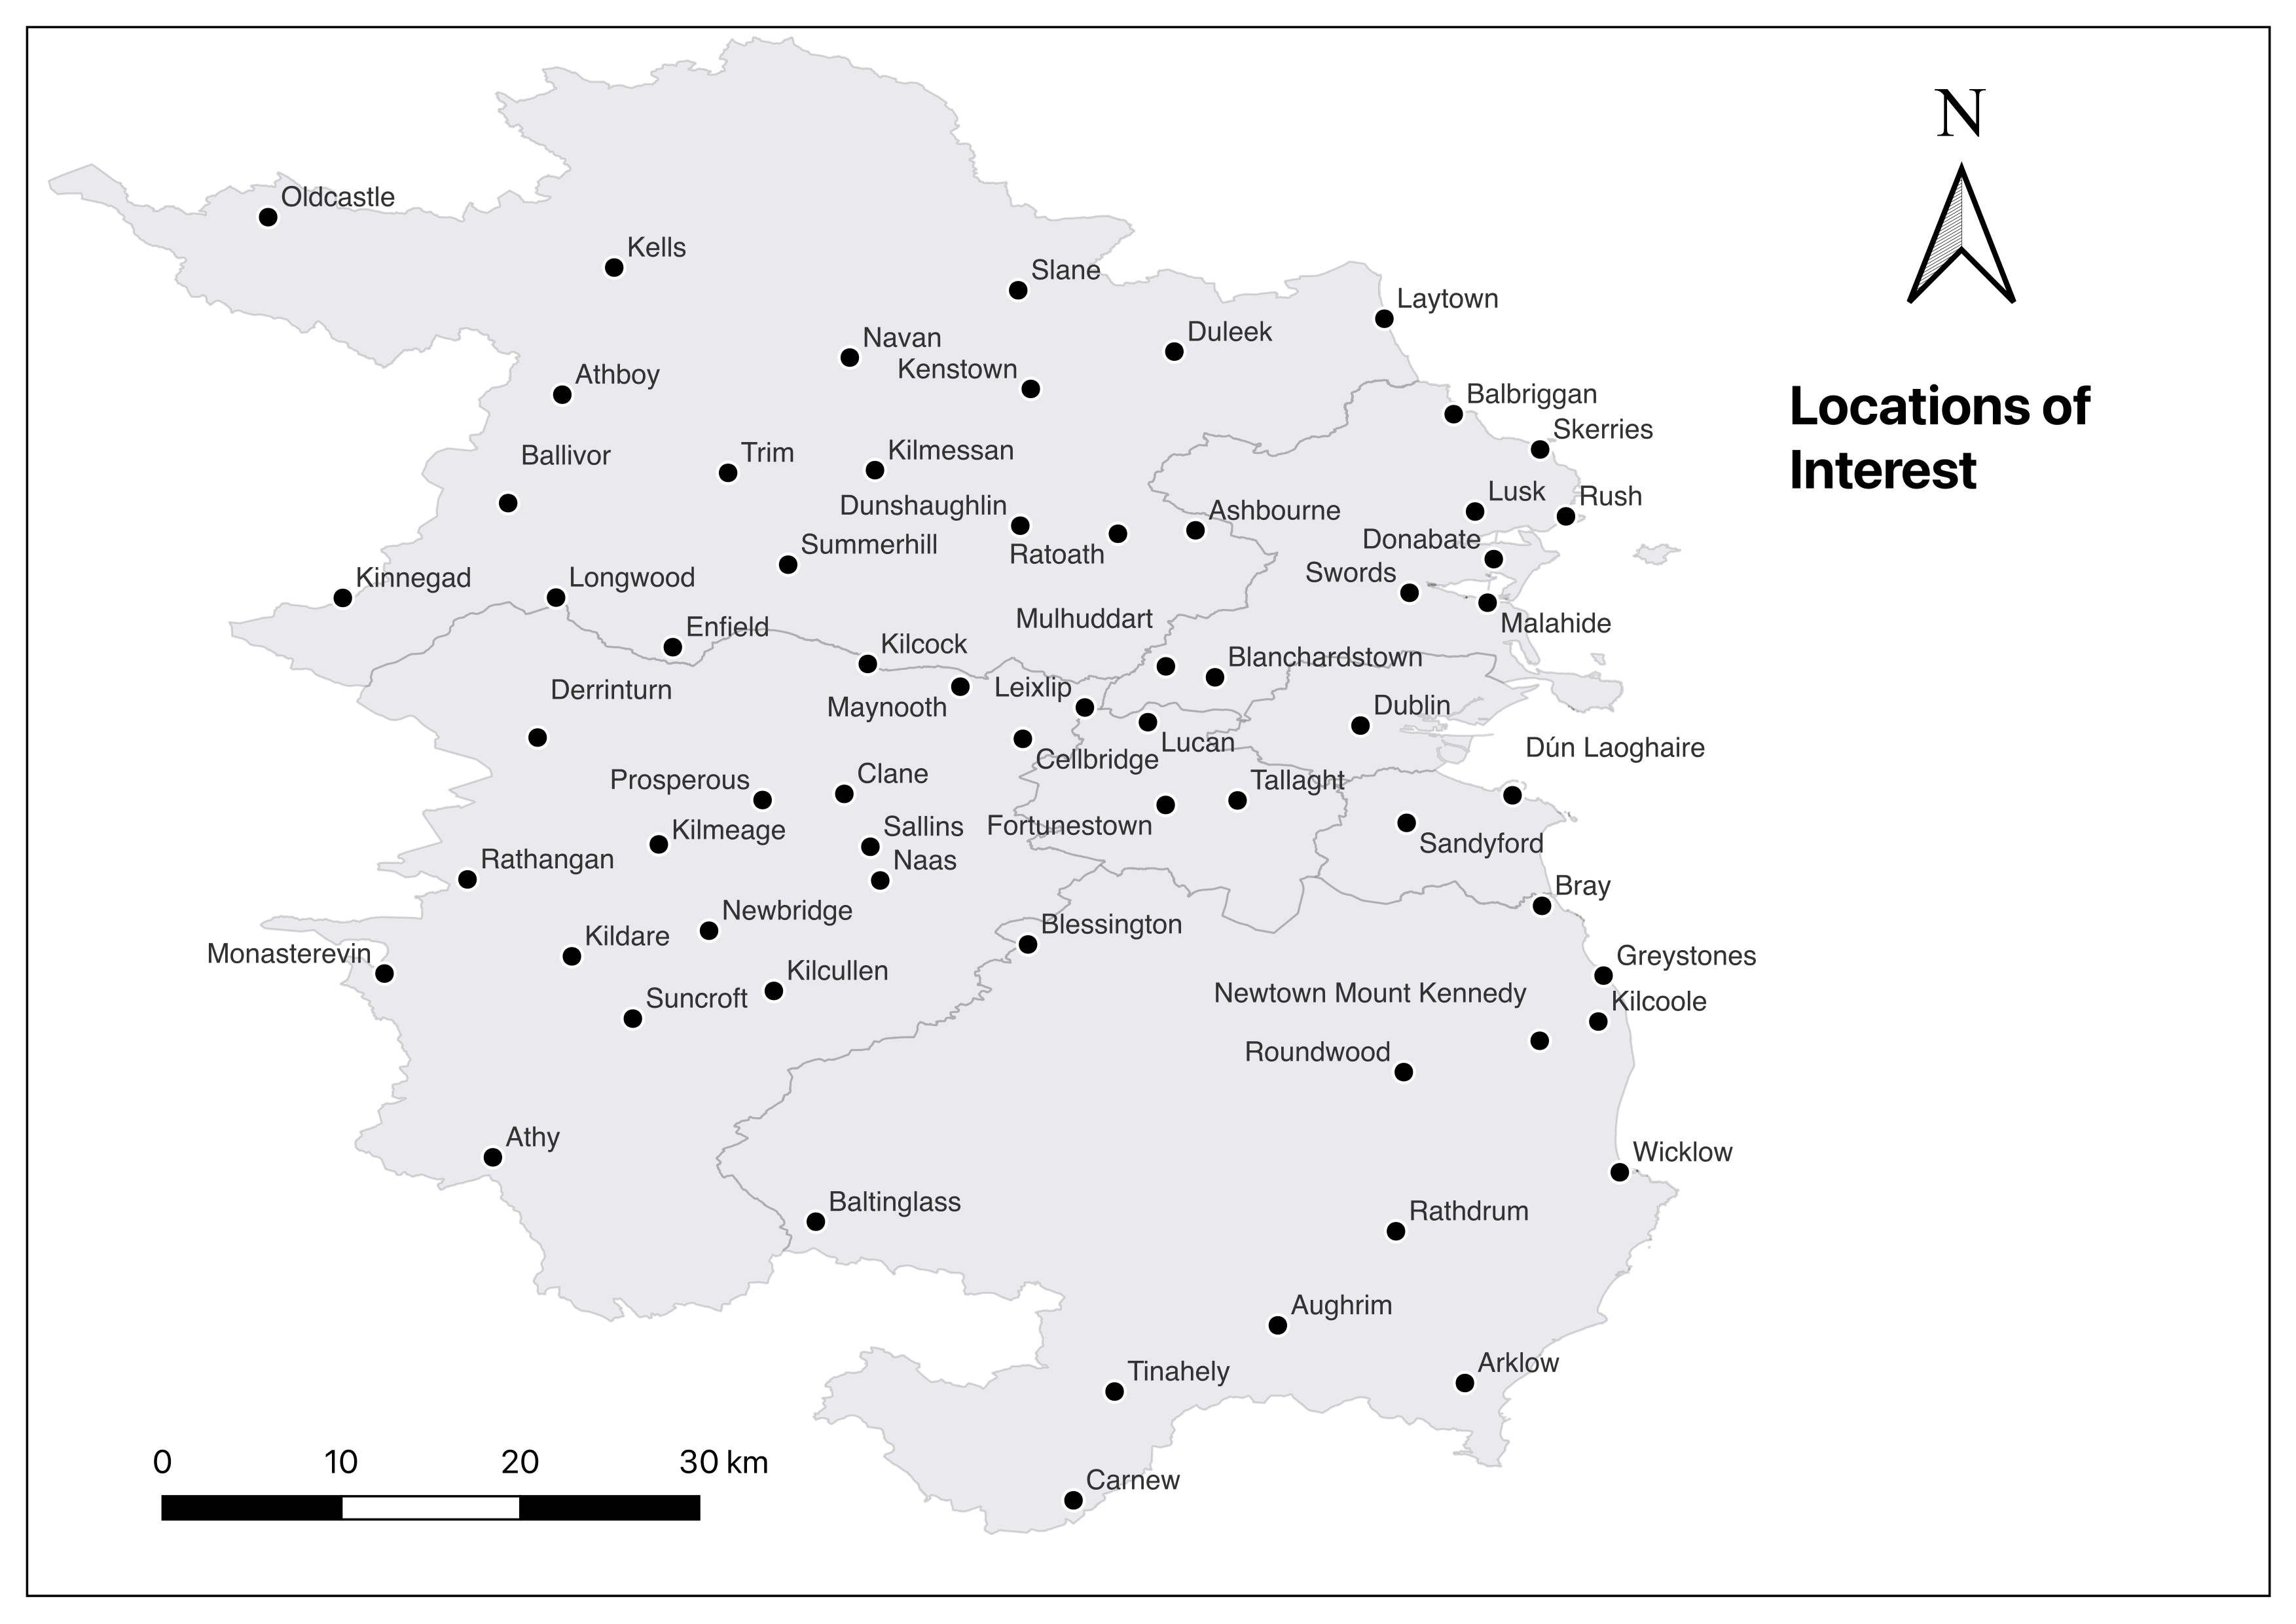 N
Locations of
Interest
Oldcastle
Kells
Slane
Laytown
Duleek
Navan
Kenstown
Athboy
Balbriggan
Skerries
Ballivor
Trim
Kilmessan
Lusk
Rush
Dunshaughlin
Ashbourne
Ratoath
Donabate
Summerhill
Swords
Kinnegad
Longwood
Malahide
Enfield
Mulhuddart
Kilcock
Blanchardstown
Derrinturn
Maynooth
Leixlip
Dublin
Lucan
Dún Laoghaire
Cellbridge
Prosperous
Clane
Tallaght
Kilmeage
Sallins
Fortunestown
Sandyford
Rathangan
Naas
Bray
Newbridge
Blessington
Kildare
Monasterevin
Greystones
Kilcullen
Newtown Mount Kennedy
Kilcoole
Suncroft
Roundwood
Athy
Wicklow
Baltinglass
Rathdrum
Aughrim
Arklow
Tinahely
Carnew
0 10 20 30 km